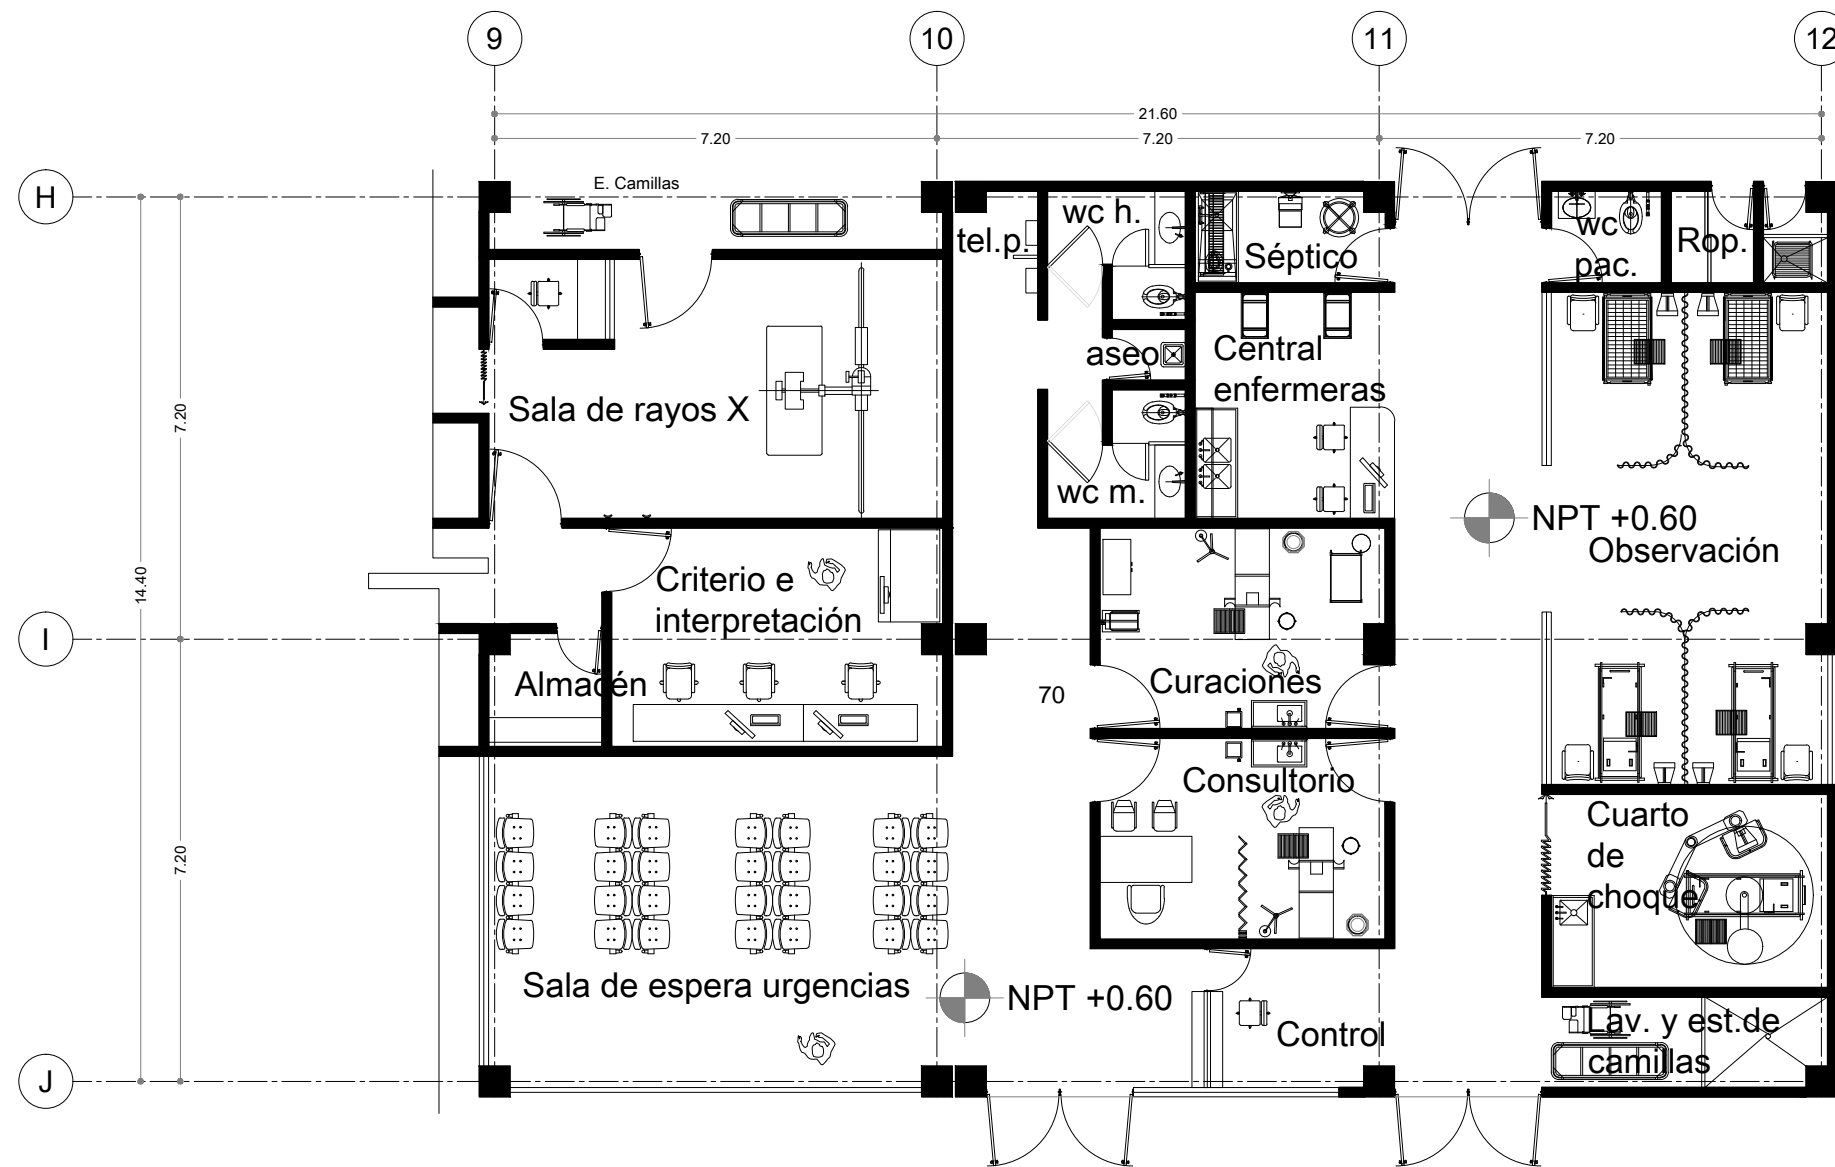 9
10
11
12
21.60
7.20
7.20
7.20
H
E. Camillas
tel.p.
wc h.
Séptico
wc
pac.
Rop.
aseo
Central
enfermeras
Sala de rayos X
7.20
wc m.
NPT +0.60
Observación
14.40
Criterio e
interpretación
I
Almacén
70
Curaciones
Consultorio
Cuarto
de
choque
7.20
Sala de espera urgencias
NPT +0.60
Control
Lav. y est.de
camillas
J